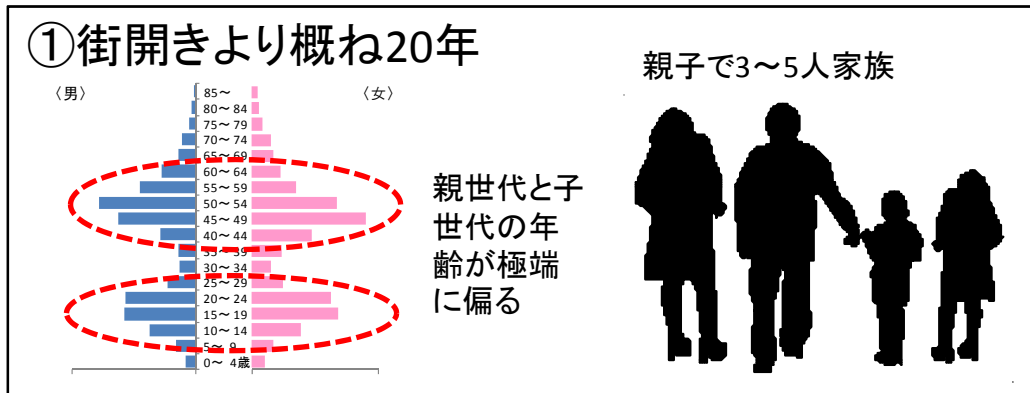 ①街開きより概ね20年
親子で3～5人家族
〈男〉
〈女〉
85～
80～84
75～79
70～74
65～69
60～64
55～59
50～54
45～49
40～44
35～39
30～34
25～29
20～24
15～19
10～14
5～ 9
0～ 4歳
親世代と子
世代の年
齢が極端
に偏る